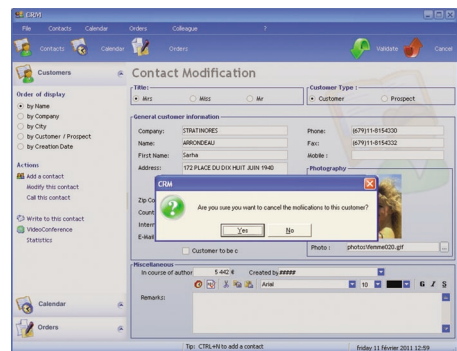 CRM
File Contacts Calendar Orders Colleague ?
Contacts Calendar Orders Validate Cancel
Customers
Contact Modification
Order of display
by Name
by Company
by City
by Customer / Prospect
by Creation Date
Actions
Add a contact
Modify this contact
Call this contact
Write to this contact
VideoConference
Statistics
Calendar
Orders
Title:
Mrs Miss Mr
Customer Type :
Customer Prospect
General customer information
Company: STRATINORES
Name: ARRONDEAU
First Name: Sarha
Address: 172 PLACE DU DIX HUIT JUIN 1940
Phone: (679)11-8154330
Fax: (679)11-8154332
Mobile :
Photography
CRM
Are you sure you want to cancel the mofiications to this customer?
Yes No
Zip Co
Count
Intern
E-Mail
Customer to be c
Photo : photos\femme020.gif ...
Miscellaneous
In course of author 5 442 € Created by #####
Arial 10 G I S
Remarks:
Tip: CTRL+N to add a contact
friday 11 février 2011 12:59